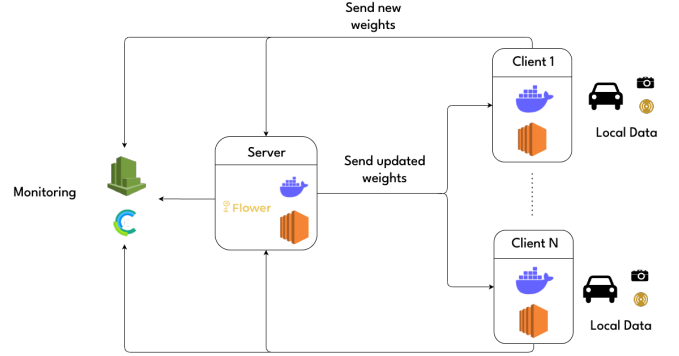 Send new
weights
Client 1
Local Data
Server
Send updated
weights
Monitoring
Flower
Client N
Local Data